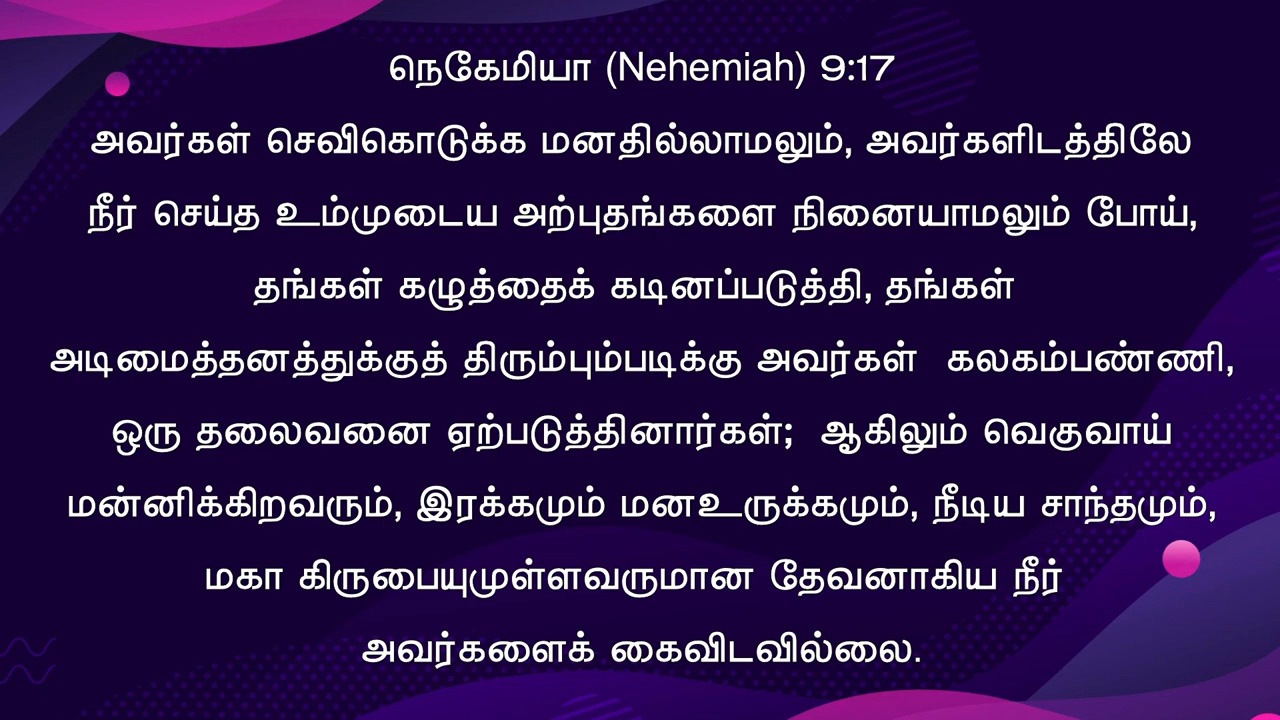 நெகேமியா (Nehemiah) 9:17
அவர்கள் செவிகொடுக்க மனதில்லாமலும், அவர்களிடத்திலே
நீர் செய்த உம்முடைய அற்புதங்களை நினையாமலும் போய்,
தங்கள் கழுத்தைக் கடினப்படுத்தி, தங்கள்
அடிமைத்தனத்துக்குத் திரும்பும்படிக்கு அவர்கள்  கலகம்பண்ணி,
ஒரு தலைவனை ஏற்படுத்தினார்கள்;  ஆகிலும் வெகுவாய்
மன்னிக்கிறவரும், இரக்கமும் மனஉருக்கமும், நீடிய சாந்தமும்,
மகா கிருபையுமுள்ளவருமான தேவனாகிய நீர்
அவர்களைக் கைவிடவில்லை.